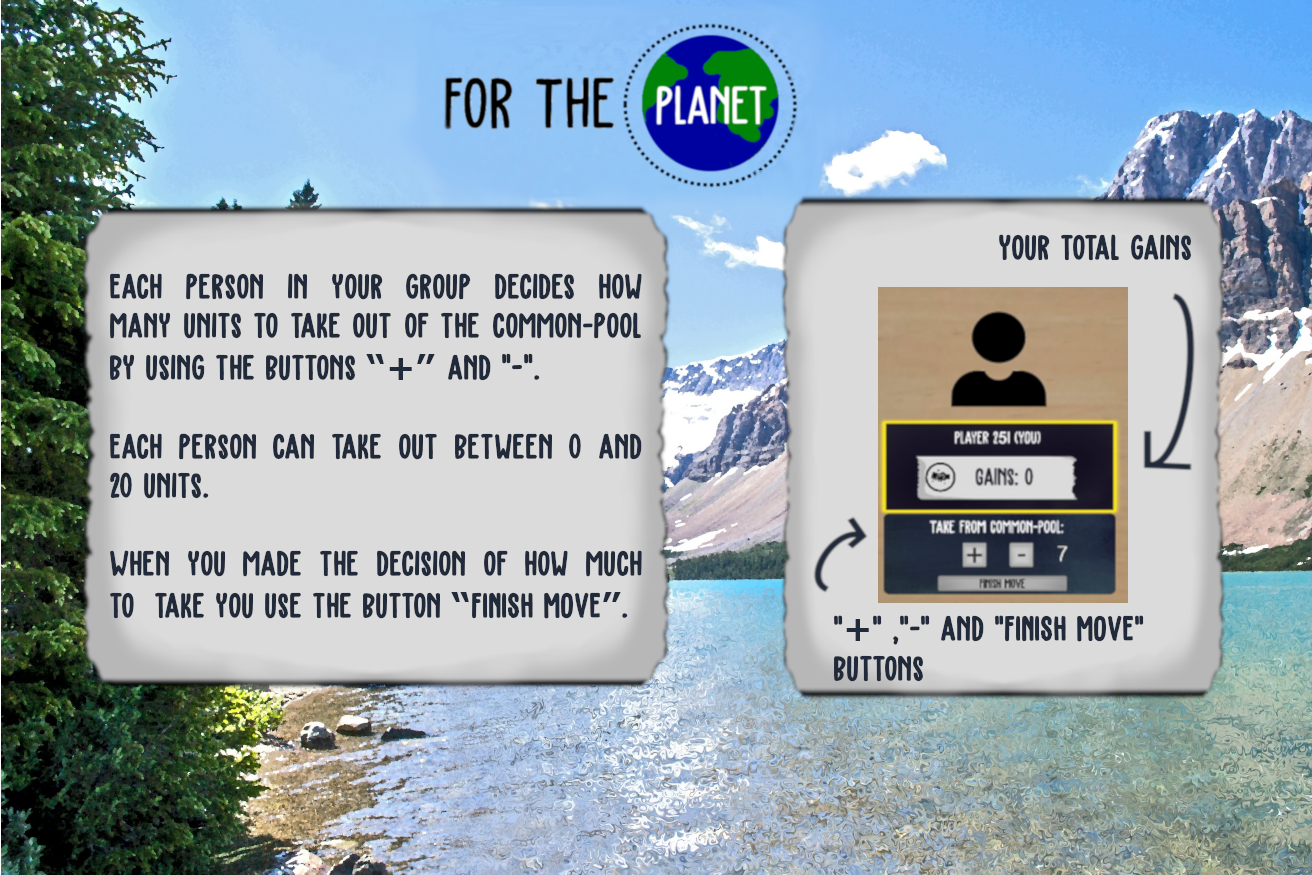 FOR THE PLANET
EACH PERSON IN YOUR GROUP DECIDES HOW
MANY UNITS TO TAKE OUT OF THE COMMON-POOL
BY USING THE BUTTONS “+” AND "-".
EACH PERSON CAN TAKE OUT BETWEEN 0 AND
20 UNITS.
WHEN YOU MADE THE DECISION OF HOW MUCH
TO TAKE YOU USE THE BUTTON “FINISH MOVE”.
YOUR TOTAL GAINS
PLAYER 251 (YOU)
GAINS: 0
TAKE FROM COMMON-POOL:
+ - 7
FINISH MOVE
"+" ,"-" AND "FINISH MOVE"
BUTTONS